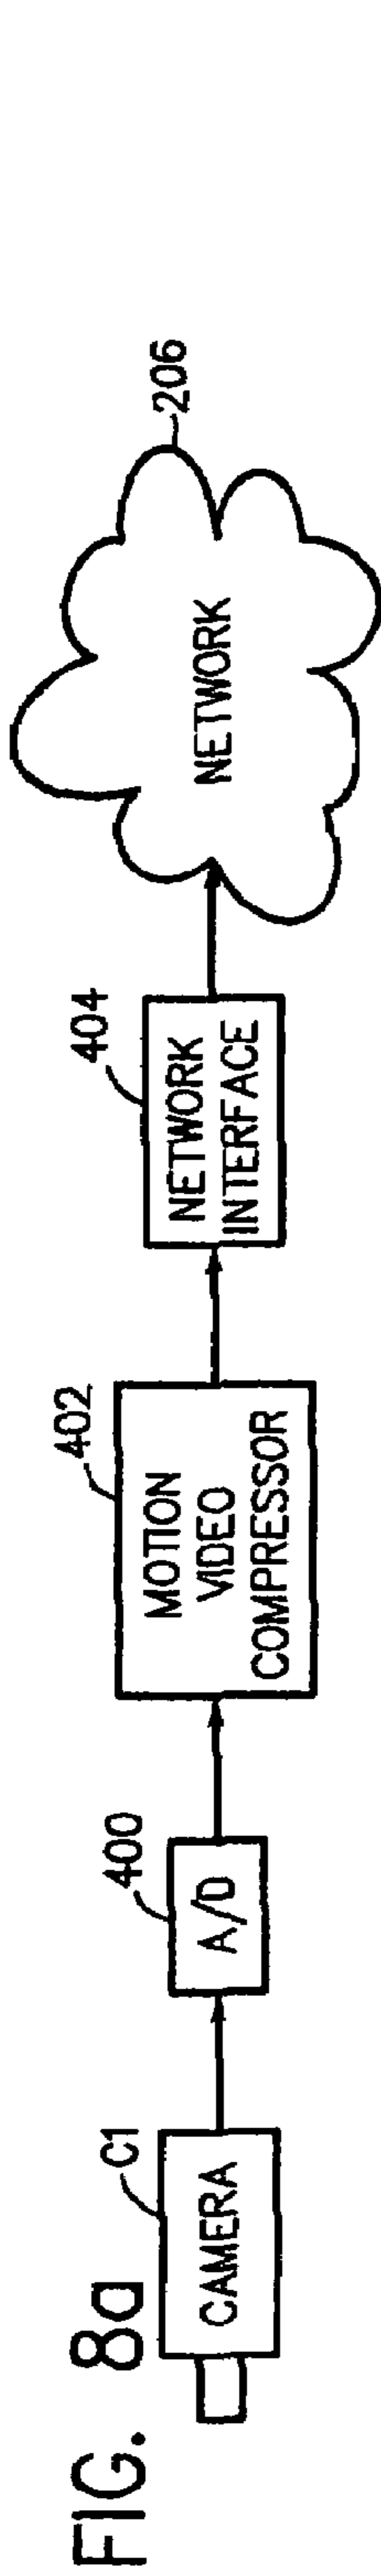 FIG. 8a
C1
CAMERA
400
A/D
402
MOTION
VIDEO
COMPRESSOR
404
NETWORK
INTERFACE
206
NETWORK